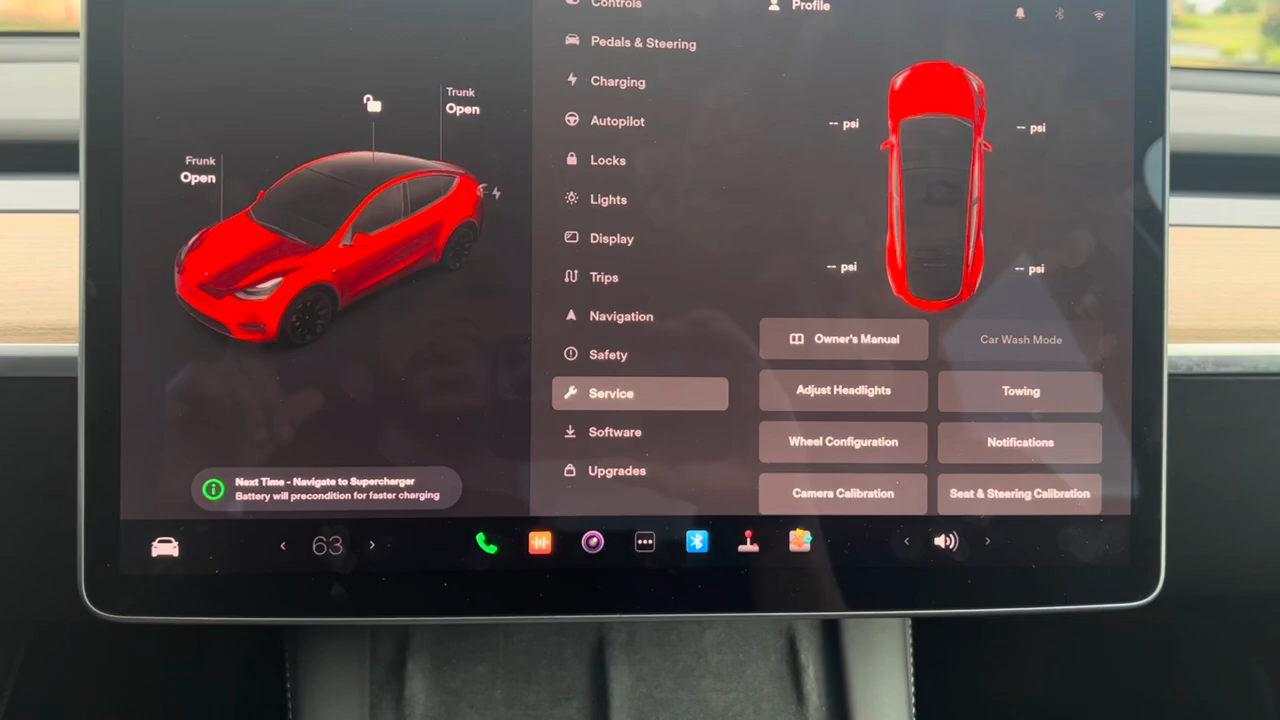 Trunk
Open
Frunk
Open
Next Time - Navigate to Supercharger
Battery will precondition for faster charging
Controls
Pedals & Steering
Charging
Autopilot
Locks
Lights
Display
Trips
Navigation
Safety
Service
Software
Upgrades
Profile
-- psi
-- psi
-- psi
-- psi
Owner's Manual
Car Wash Mode
Adjust Headlights
Towing
Wheel Configuration
Notifications
Camera Calibration
Seat & Steering Calibration
63